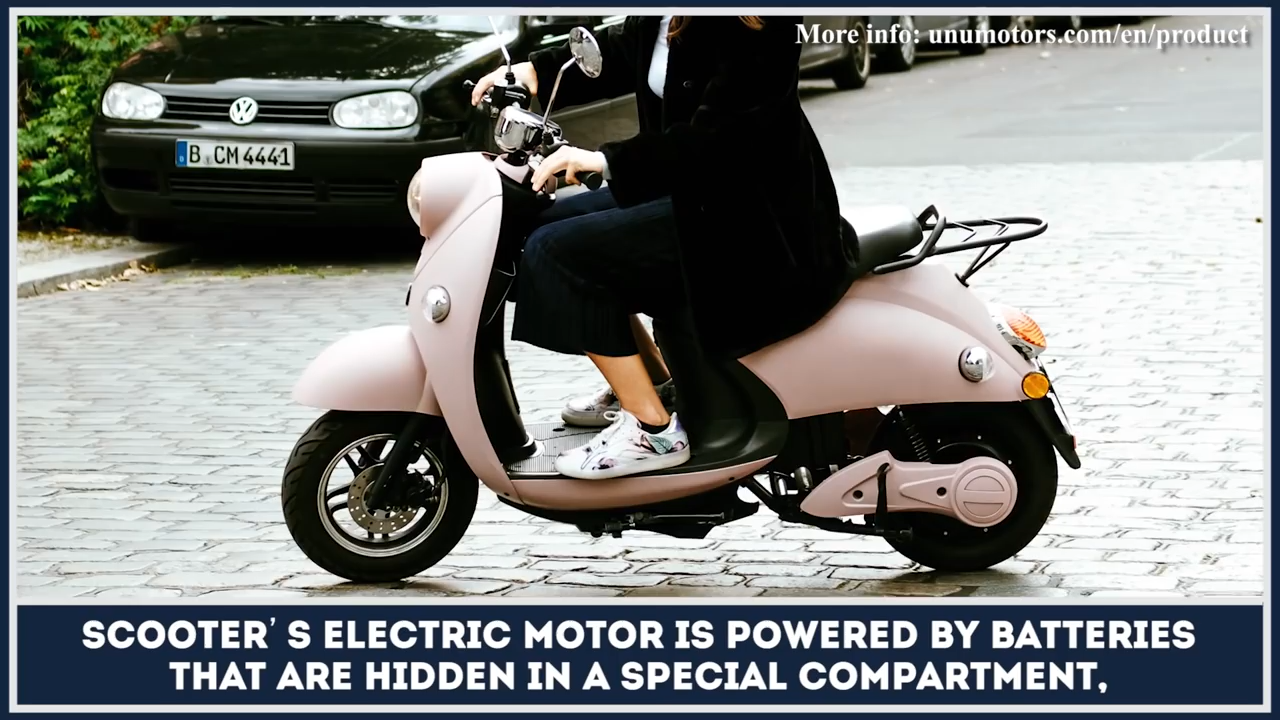 More info: unumotors.com/en/product
VW
B CM 4441
SCOOTER'S ELECTRIC MOTOR IS POWERED BY BATTERIES
THAT ARE HIDDEN IN A SPECIAL COMPARTMENT,